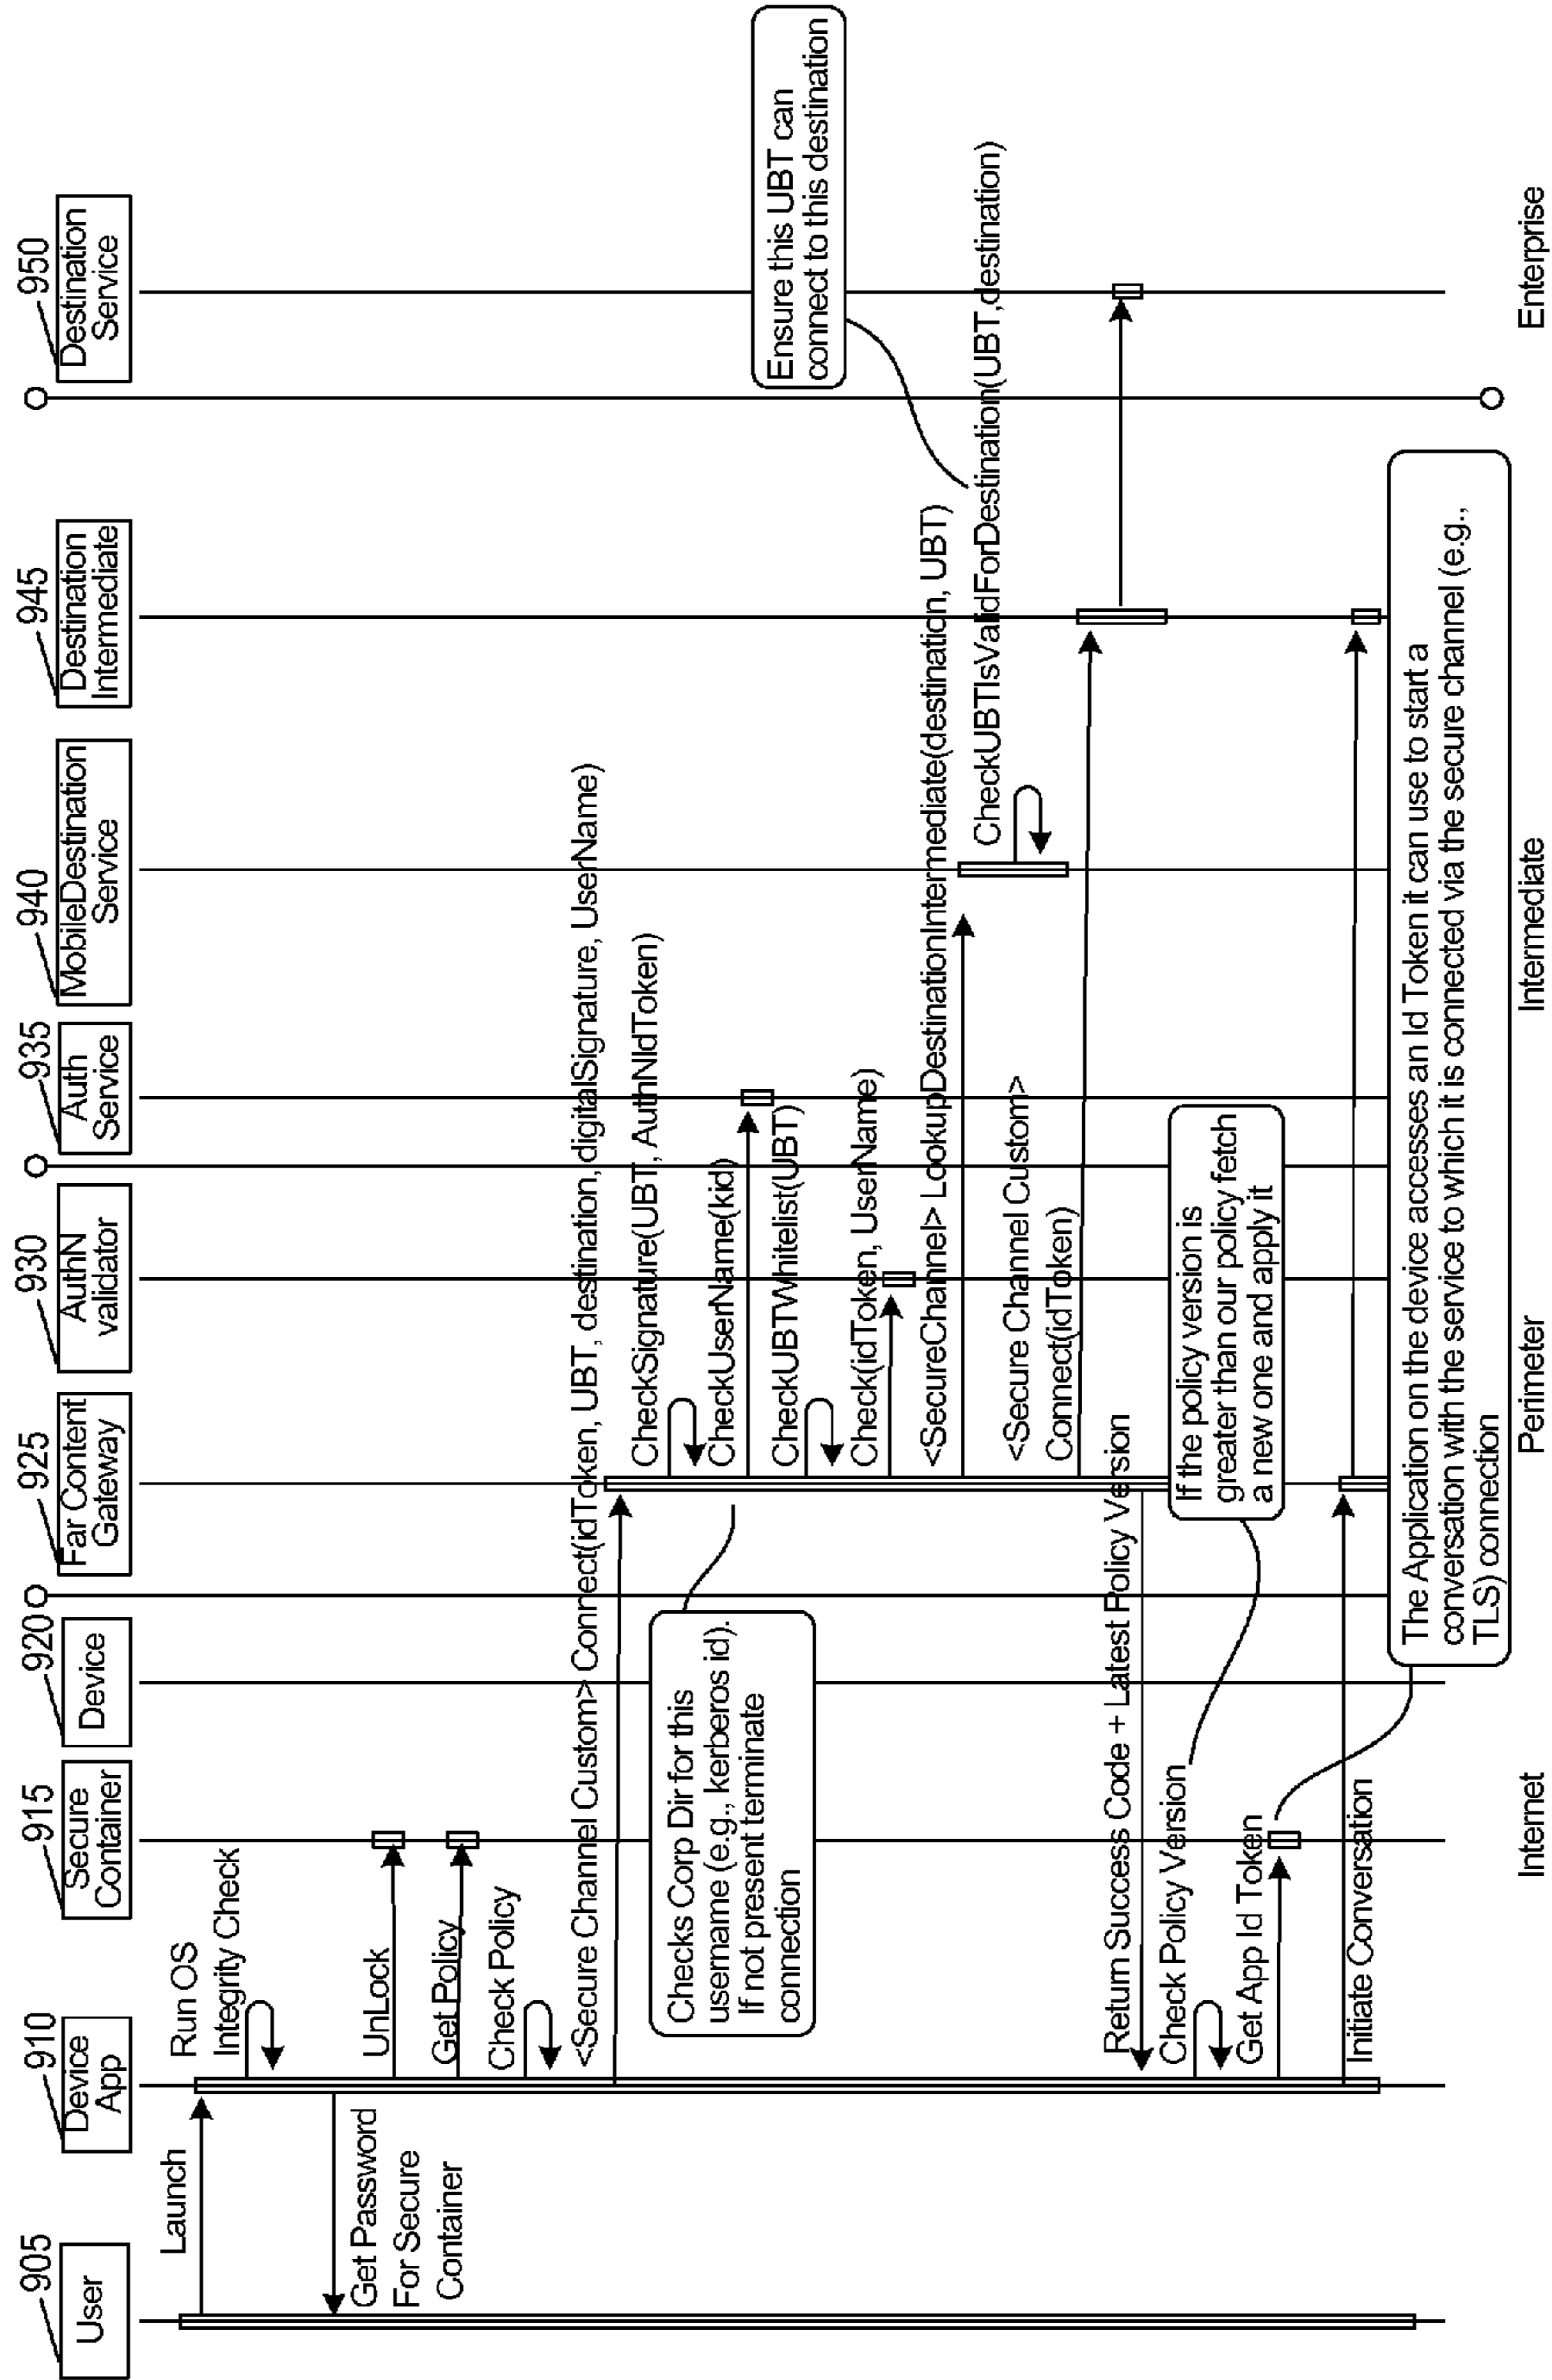 905
User
910
Device
App
915
Secure
Container
920
Device
925
Far Content
Gateway
930
AuthN
validator
935
Auth
Service
940
MobileDestination
Service
945
Destination
Intermediate
950
Destination
Service
Launch
Run OS
Integrity Check
Get Password
For Secure
Container
UnLock
Get Policy
Check Policy
<Secure Channel Custom> Connect(idToken, UBT, destination, digitalSignature, UserName)
CheckSignature(UBT, AuthNIdToken)
CheckUserName(kid)
Checks Corp Dir for this
username (e.g., kerberos id).
If not present terminate
connection
CheckUBTWhitelist(UBT)
Check(idToken, UserName)
<SecureChannel> LookupDestinationIntermediate(destination, UBT)
Ensure this UBT can
connect to this destination
CheckUBTIsValidForDestination(UBT,destination)
<Secure Channel Custom>
Connect(idToken)
Return Success Code + Latest Policy Version
Check Policy Version
If the policy version is
greater than our policy fetch
a new one and apply it
Get App Id Token
Initiate Conversation
The Application on the device accesses an Id Token it can use to start a
conversation with the service to which it is connected via the secure channel (e.g.,
TLS) connection
Internet
Perimeter
Intermediate
Enterprise